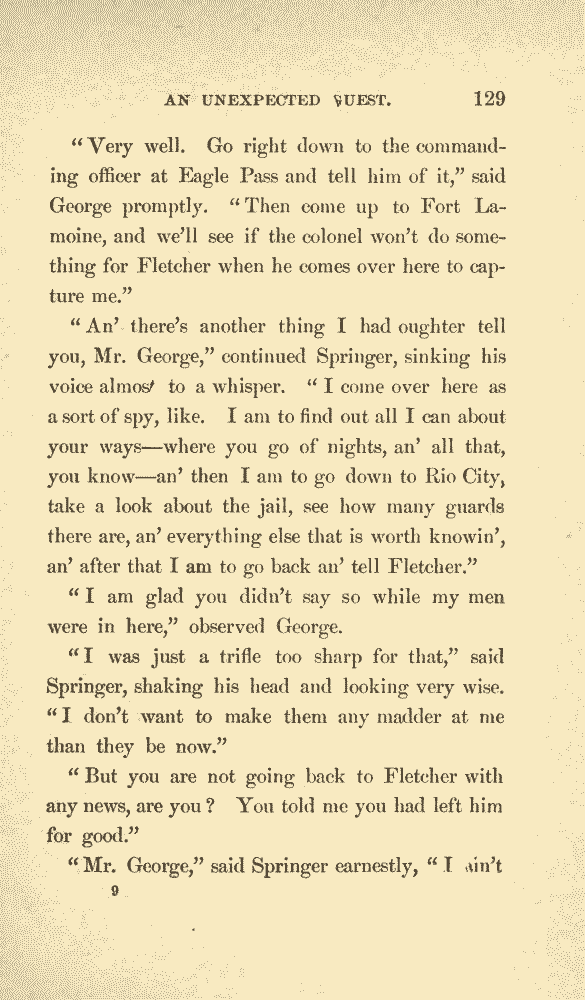 AN UNEXPECTED GUEST. 129
“Very well. Go right down to the command-
ing officer at Eagle Pass and tell him of it,” said
George promptly. “Then come up to Fort La-
moine, and we’ll see if the colonel won’t do some-
thing for Fletcher when he comes over here to cap-
ture me.”
“An’ there’s another thing I had oughter tell
you, Mr. George,” continued Springer, sinking his
voice almost to a whisper. “I come over here as
a sort of spy, like. I am to find out all I can about
your ways—where you go of nights, an’ all that,
you know—an’ then I am to go down to Rio City,
take a look about the jail, see how many guards
there are, an’ everything else that is worth knowin’,
an’ after that I am to go back an’ tell Fletcher.”
“I am glad you didn’t say so while my men
were in here,” observed George.
“I was just a trifle too sharp for that,” said
Springer, shaking his head and looking very wise.
“I don’t want to make them any madder at me
than they be now.”
“But you are not going back to Fletcher with
any news, are you? You told me you had left him
for good.”
“Mr. George,” said Springer earnestly, “I ain’t
9